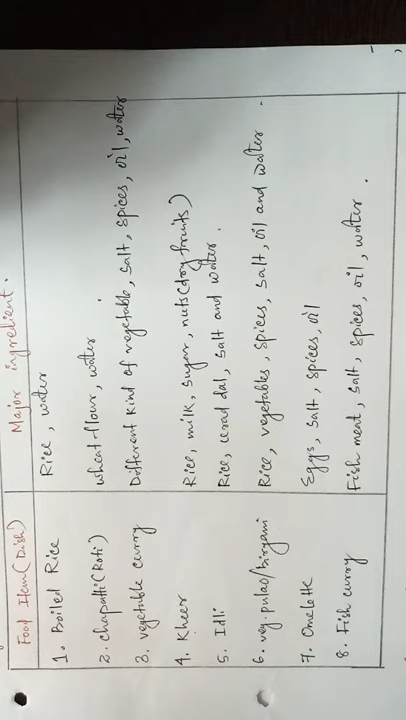 Food Item (Dish) Major ingredient.
1. Boiled Rice Rice, water
2. chapatti (Roti) wheat flour, water.
3. vegetable curry Different kind of vegetable, salt, spices, oil, water
4. Kheer Rice, milk, sugar, nuts (dry fruits)
5. Idli Rice, urad dal, salt and water.
6. veg. pulao/biryani Rice, vegetables, spices, salt, oil and water.
7. Omelette Eggs, salt, spices, oil
8. Fish curry Fish meat, salt, spices, oil, water.